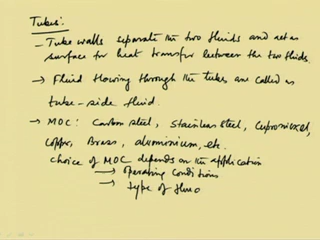 Tubes:
- Tube walls separate the two fluids and act as
surface for heat transfer between the two fluids.
→ Fluid flowing through the tubes are called as
tube-side fluid.
→ MOC: Carbon steel, Stainless steel, Cupronickel,
copper, Brass, aluminium, etc.
choice of MOC depends on the application
→ operating conditions
→ type of